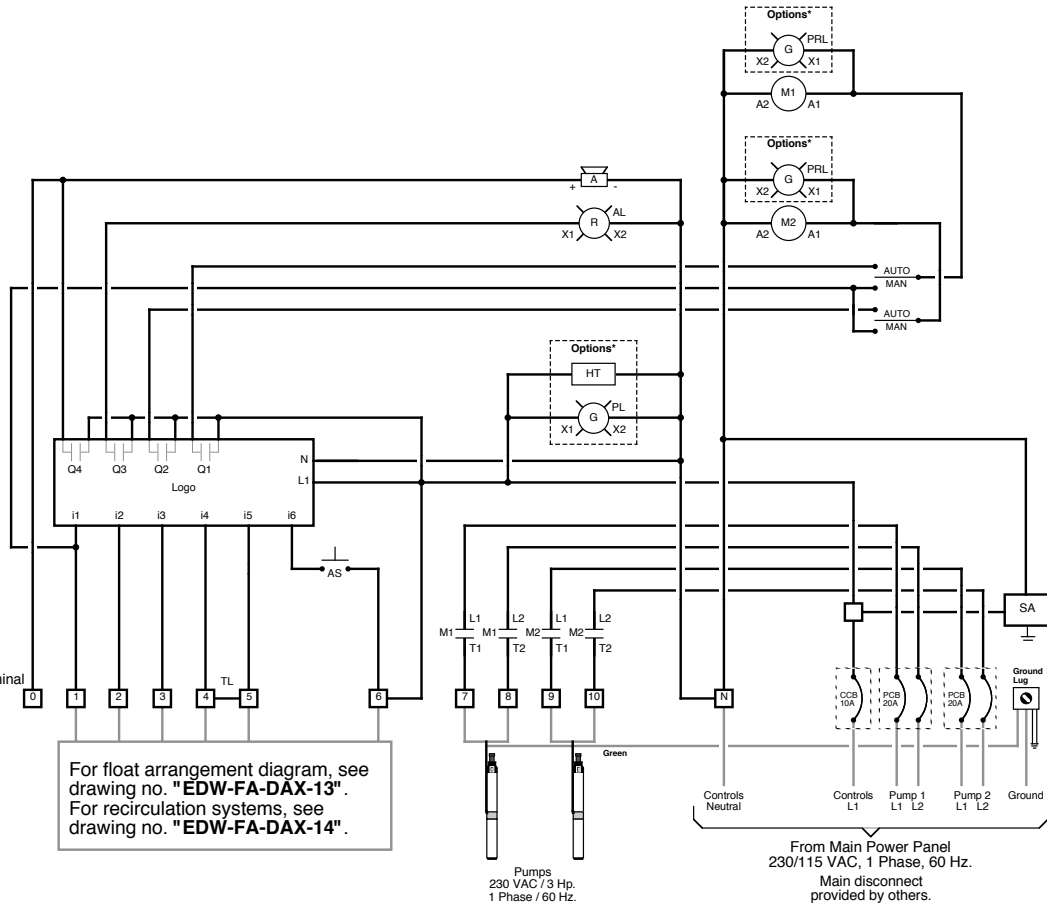 Options*
G PRL
X2 X1
M1
A2 A1
Options*
G PRL
X2 X1
M2
A2 A1
A
+ -
R AL
X1 X2
AUTO
MAN
AUTO
MAN
Options*
HT
G PL
X1 X2
Q4 Q3 Q2 Q1
N
L1
Logo
i1 i2 i3 i4 i5 i6
AS
L1 L2 L1 L2
M1 M1 M2 M2
T1 T2 T1 T2
SA
TL
0 1 2 3 4 5 6 7 8 9 10 N
CCB
10A
PCB
20A
PCB
20A
Ground
Lug
Green
For float arrangement diagram, see
drawing no. "EDW-FA-DAX-13".
For recirculation systems, see
drawing no. "EDW-FA-DAX-14".
Controls
Neutral
Controls
L1
Pump 1
L1 L2
Pump 2
L1 L2
Ground
From Main Power Panel
230/115 VAC, 1 Phase, 60 Hz.
Main disconnect
provided by others.
Pumps
230 VAC / 3 Hp.
1 Phase / 60 Hz.